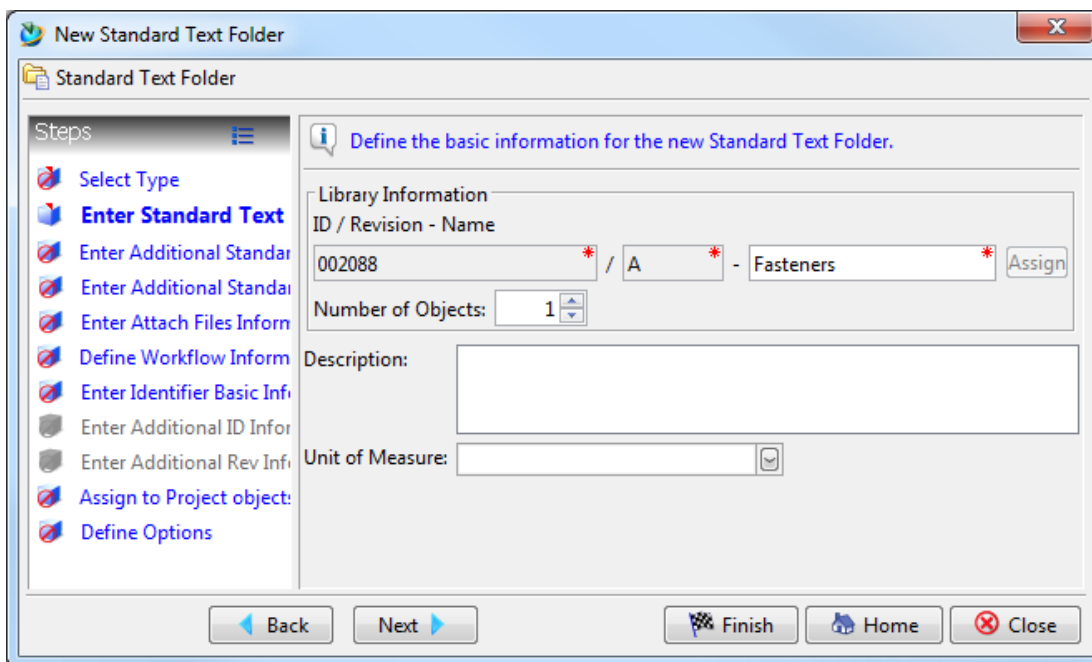 New Standard Text Folder
Standard Text Folder
Steps
Select Type
Enter Standard Text
Enter Additional Standar
Enter Additional Standa
Enter Attach Files Inform
Define Workflow Inform
Enter Identifier Basic Inf
Enter Additional ID Infor
Enter Additional Rev Inf
Assign to Project object
Define Options
Define the basic information for the new Standard Text Folder.
Library Information
ID / Revision - Name
002088 * / A * - Fasteners * Assign
Number of Objects: 1
Description:
Unit of Measure:
Back Next Finish Home Close